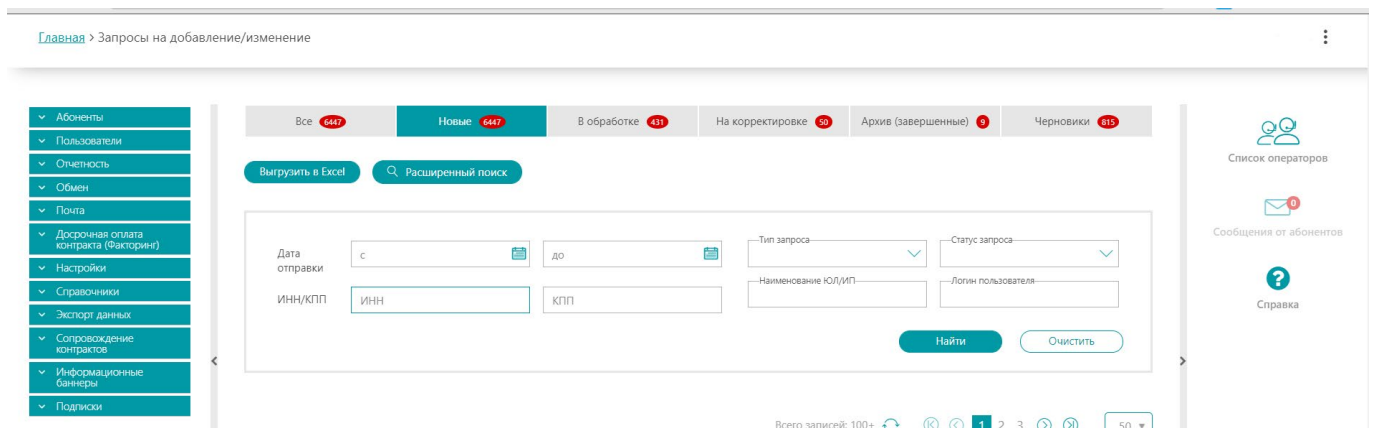 Главная > Запросы на добавление/изменение
Абоненты
Пользователи
Отчетность
Обмен
Почта
Досрочная оплата
контракта (Факторинг)
Настройки
Справочники
Экспорт данных
Сопровождение
контрактов
Информационные
баннеры
Подписки
Все 6447
Новые 6447
В обработке 431
На корректировке 50
Архив (завершенные) 9
Черновики 815
Выгрузить в Excel
Расширенный поиск
Дата
отправки
с
до
Тип запроса
Статус запроса
ИНН/КПП
ИНН
КПП
Наименование ЮЛ/ИП
Логин пользователя
Найти
Очистить
Всего записей: 100+
1 2 3
50
Список операторов
0
Сообщения от абонентов
?
Справка